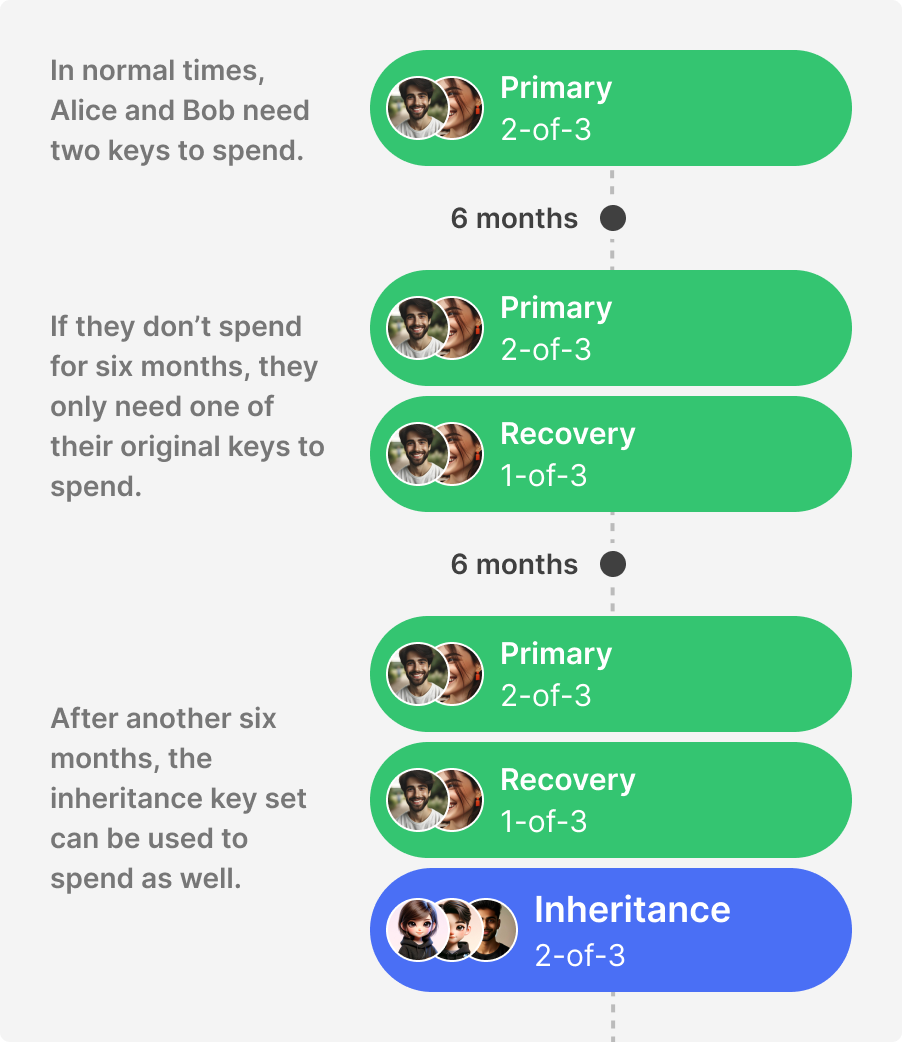 In normal times,
Alice and Bob need
two keys to spend.
Primary
2-of-3
6 months
If they don’t spend
for six months, they
only need one of
their original keys to
spend.
Primary
2-of-3
Recovery
1-of-3
6 months
After another six
months, the
inheritance key set
can be used to
spend as well.
Primary
2-of-3
Recovery
1-of-3
Inheritance
2-of-3